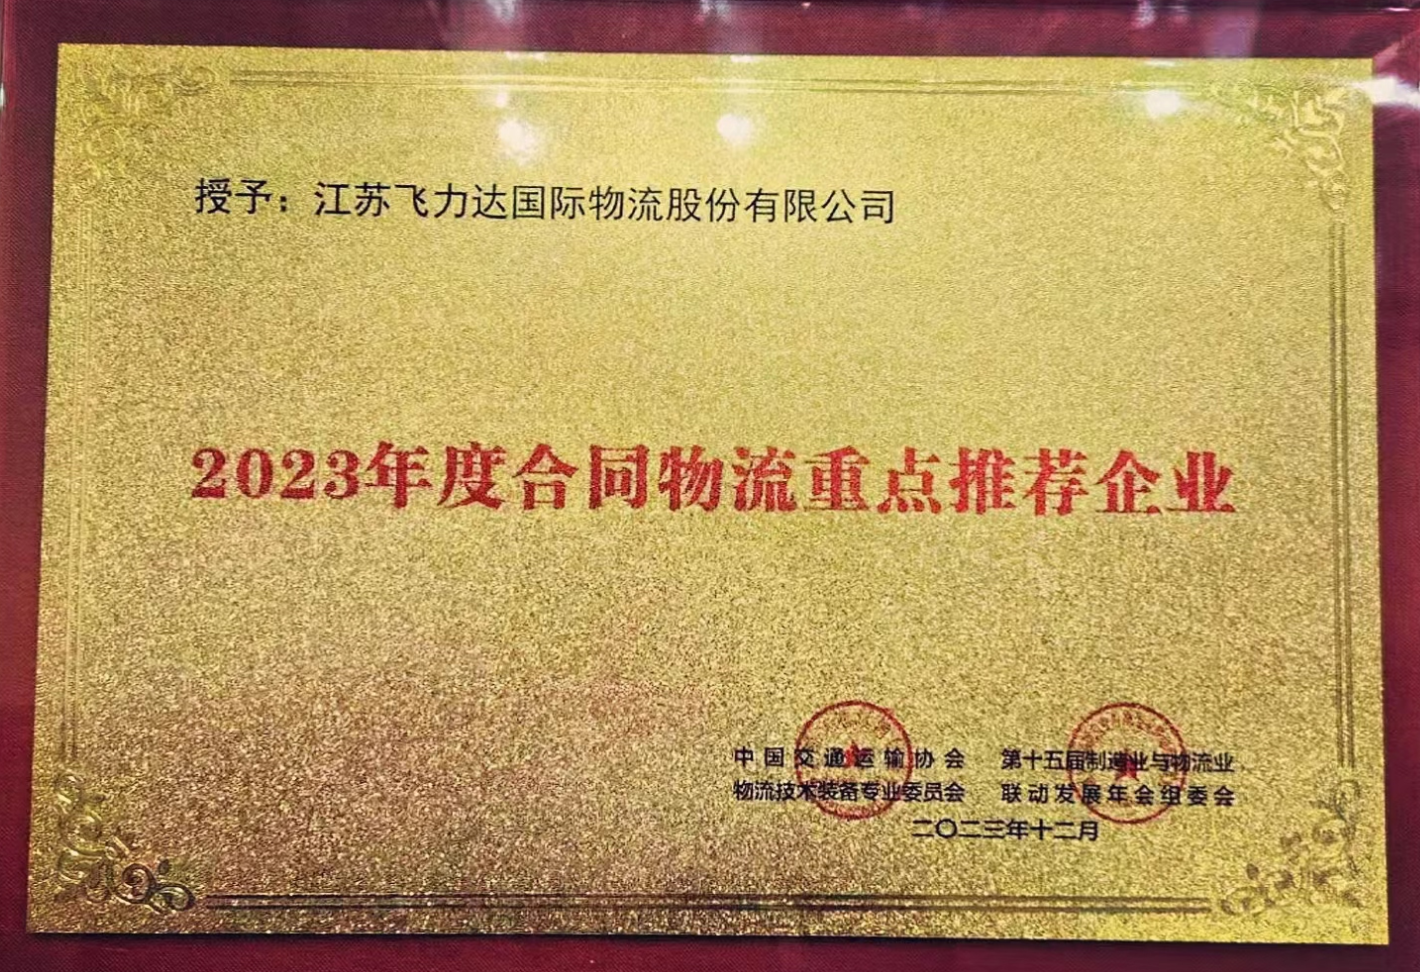 授予：江苏飞力达国际物流股份有限公司
2023年度合同物流重点推荐企业
中国交通运输协会 第十五届制造业与物流业
物流技术装备专业委员会 联动发展年会组委会
二〇二三年十二月